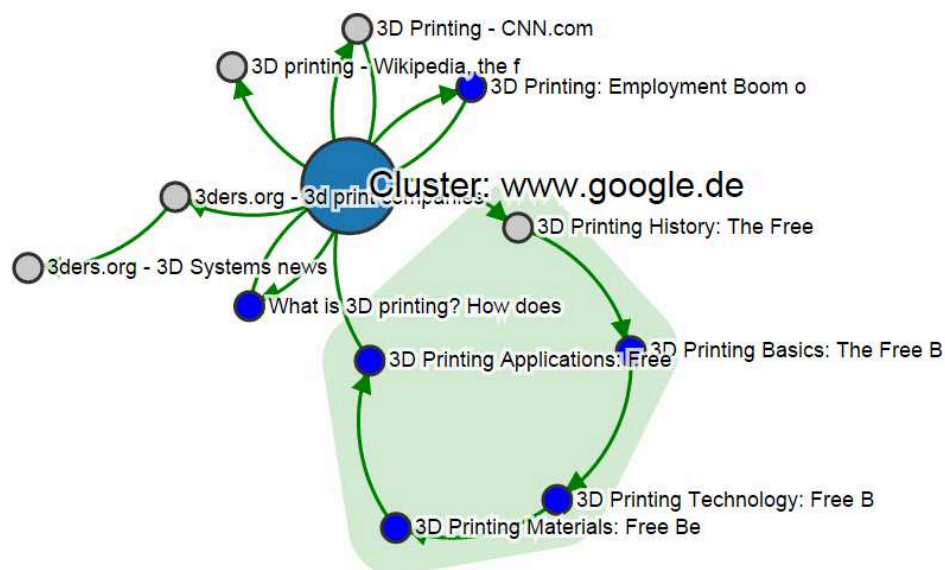 3D Printing - CNN.com
3D printing - Wikipedia, the f
3D Printing: Employment Boom o
Cluster: www.google.de
3ders.org - 3d print companies
3D Printing History: The Free
3ders.org - 3D Systems news
What is 3D printing? How does
3D Printing Basics: The Free B
3D Printing Applications: Free
3D Printing Technology: Free B
3D Printing Materials: Free Be